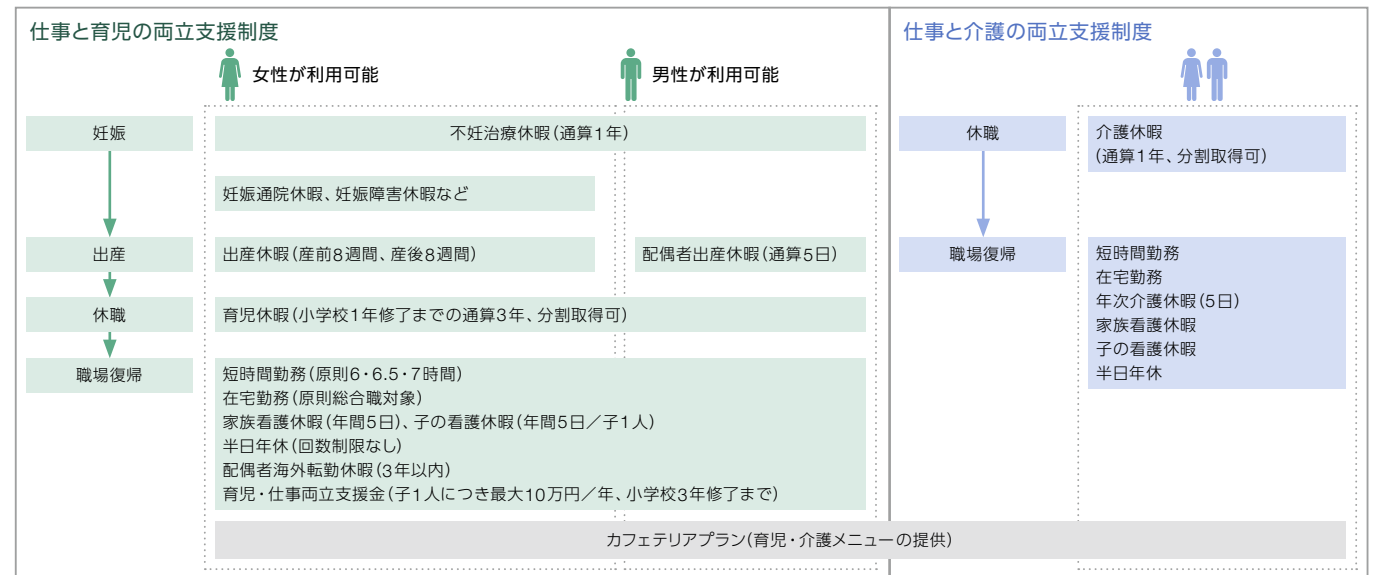 仕事と育児の両立支援制度
女性が利用可能
男性が利用可能
妊娠
不妊治療休暇(通算1年)
妊娠通院休暇、妊娠障害休暇など
出産
出産休暇(産前8週間、産後8週間)
配偶者出産休暇(通算5日)
休職
育児休暇(小学校1年修了までの通算3年、分割取得可)
職場復帰
短時間勤務(原則6・6.5・7時間)
在宅勤務(原則総合職対象)
家族看護休暇(年間5日)、子の看護休暇(年間5日／子1人)
半日年休(回数制限なし)
配偶者海外転勤休暇(3年以内)
育児・仕事両立支援金(子1人につき最大10万円／年、小学校3年修了まで)
仕事と介護の両立支援制度
休職
介護休暇
(通算1年、分割取得可)
職場復帰
短時間勤務
在宅勤務
年次介護休暇(5日)
家族看護休暇
子の看護休暇
半日年休
カフェテリアプラン(育児・介護メニューの提供)